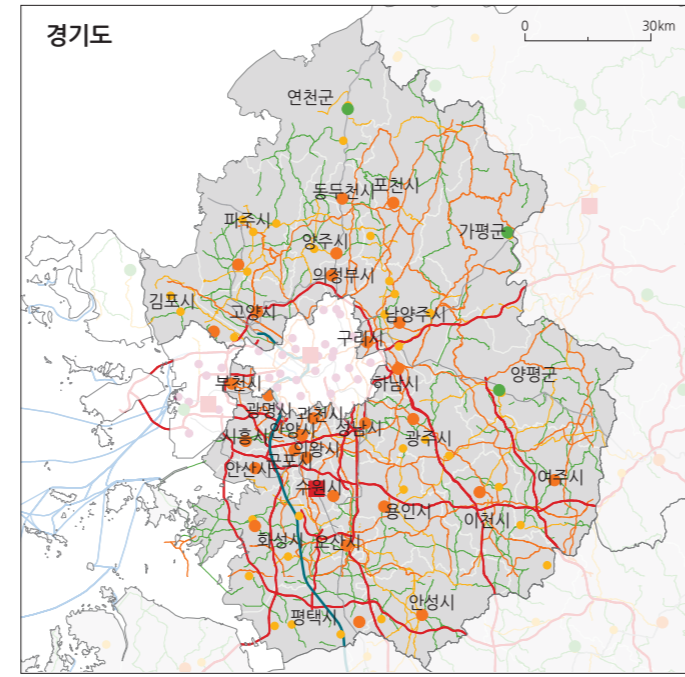 경기도
0 30km
연천군
동두천시
포천시
파주시
가평군
양주시
의정부시
김포시
고양시
남양주시
구리시
부천시
하남시
양평군
광명시
과천시
시흥시
안양시
성남시
광주시
의왕시
군포시
안산시
수원시
여주시
용인시
이천시
화성시
오산시
평택시
안성시